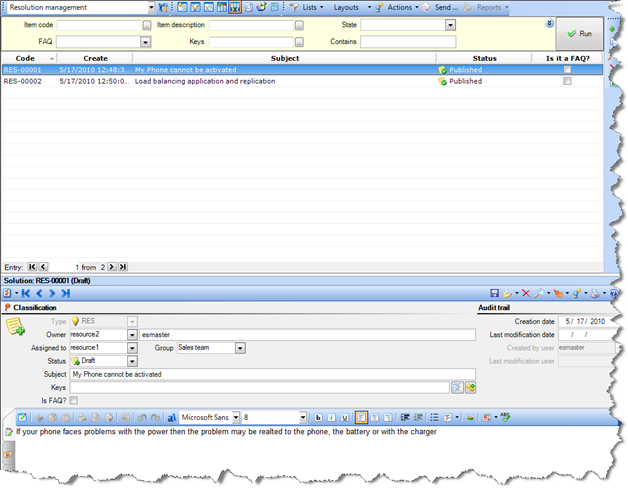 Resolution management Lists Layouts Actions Send ... Reports
Item code Item description State
FAQ Keys Contains
Run
Code Create Subject Status Is it a FAQ?
RES-00001 5/17/2010 12:48:3... My Phone cannot be activated Published
RES-00002 5/17/2010 12:50:0... Load balancing application and replication Published
Entry: 1 from 2
Solution: RES-00001 (Draft)
Classification Audit trail
Type RES Creation date 5/ 17/ 2010
Owner resource2 esmaster Last modification date / /
Assigned to resource1 Group Sales team Created by user esmaster
Status Draft Last modification user
Subject My Phone cannot be activated
Keys
Is FAQ?
Microsoft Sans 8 b i U
If your phone faces problems with the power then the problem may be realted to the phone, the battery or with the charger